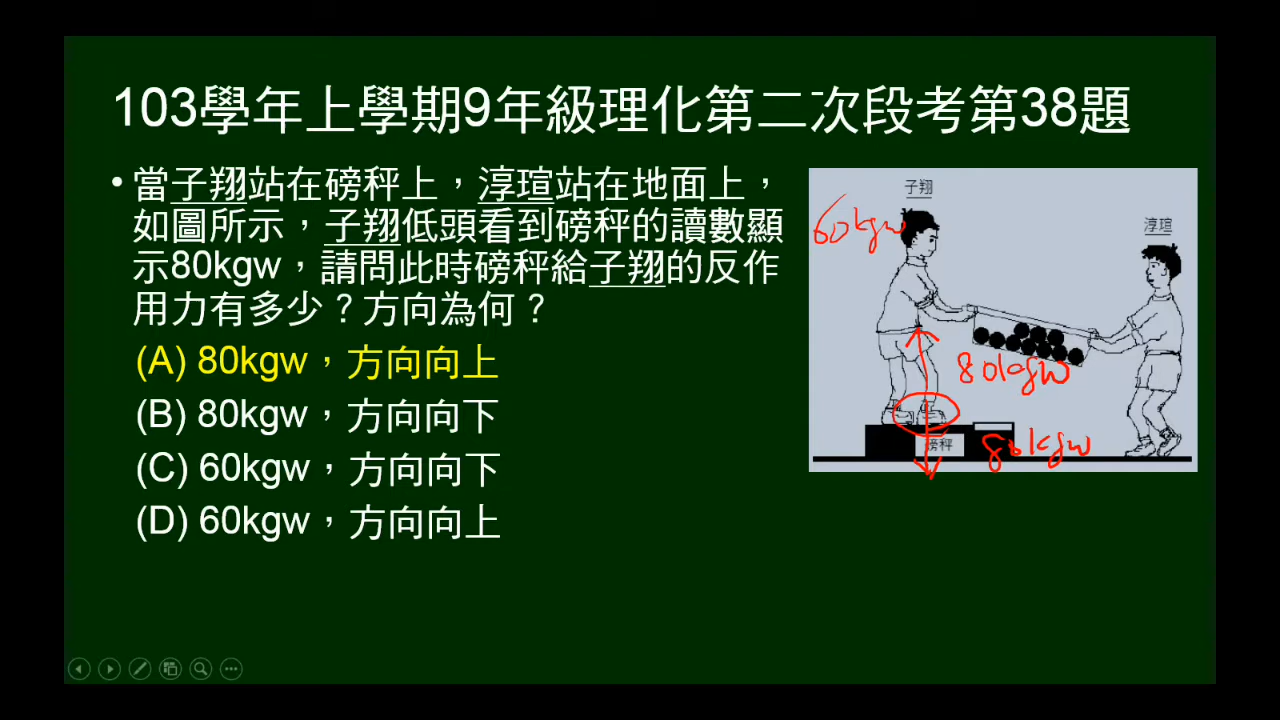 103學年上學期9年級理化第二次段考第38題
• 當子翔站在磅秤上，淳瑄站在地面上，
如圖所示，子翔低頭看到磅秤的讀數顯
示80kgw，請問此時磅秤給子翔的反作
用力有多少？方向為何？
(A) 80kgw，方向向上
(B) 80kgw，方向向下
(C) 60kgw，方向向下
(D) 60kgw，方向向上
子翔
60kgw
淳瑄
80kgw
磅秤
80kgw